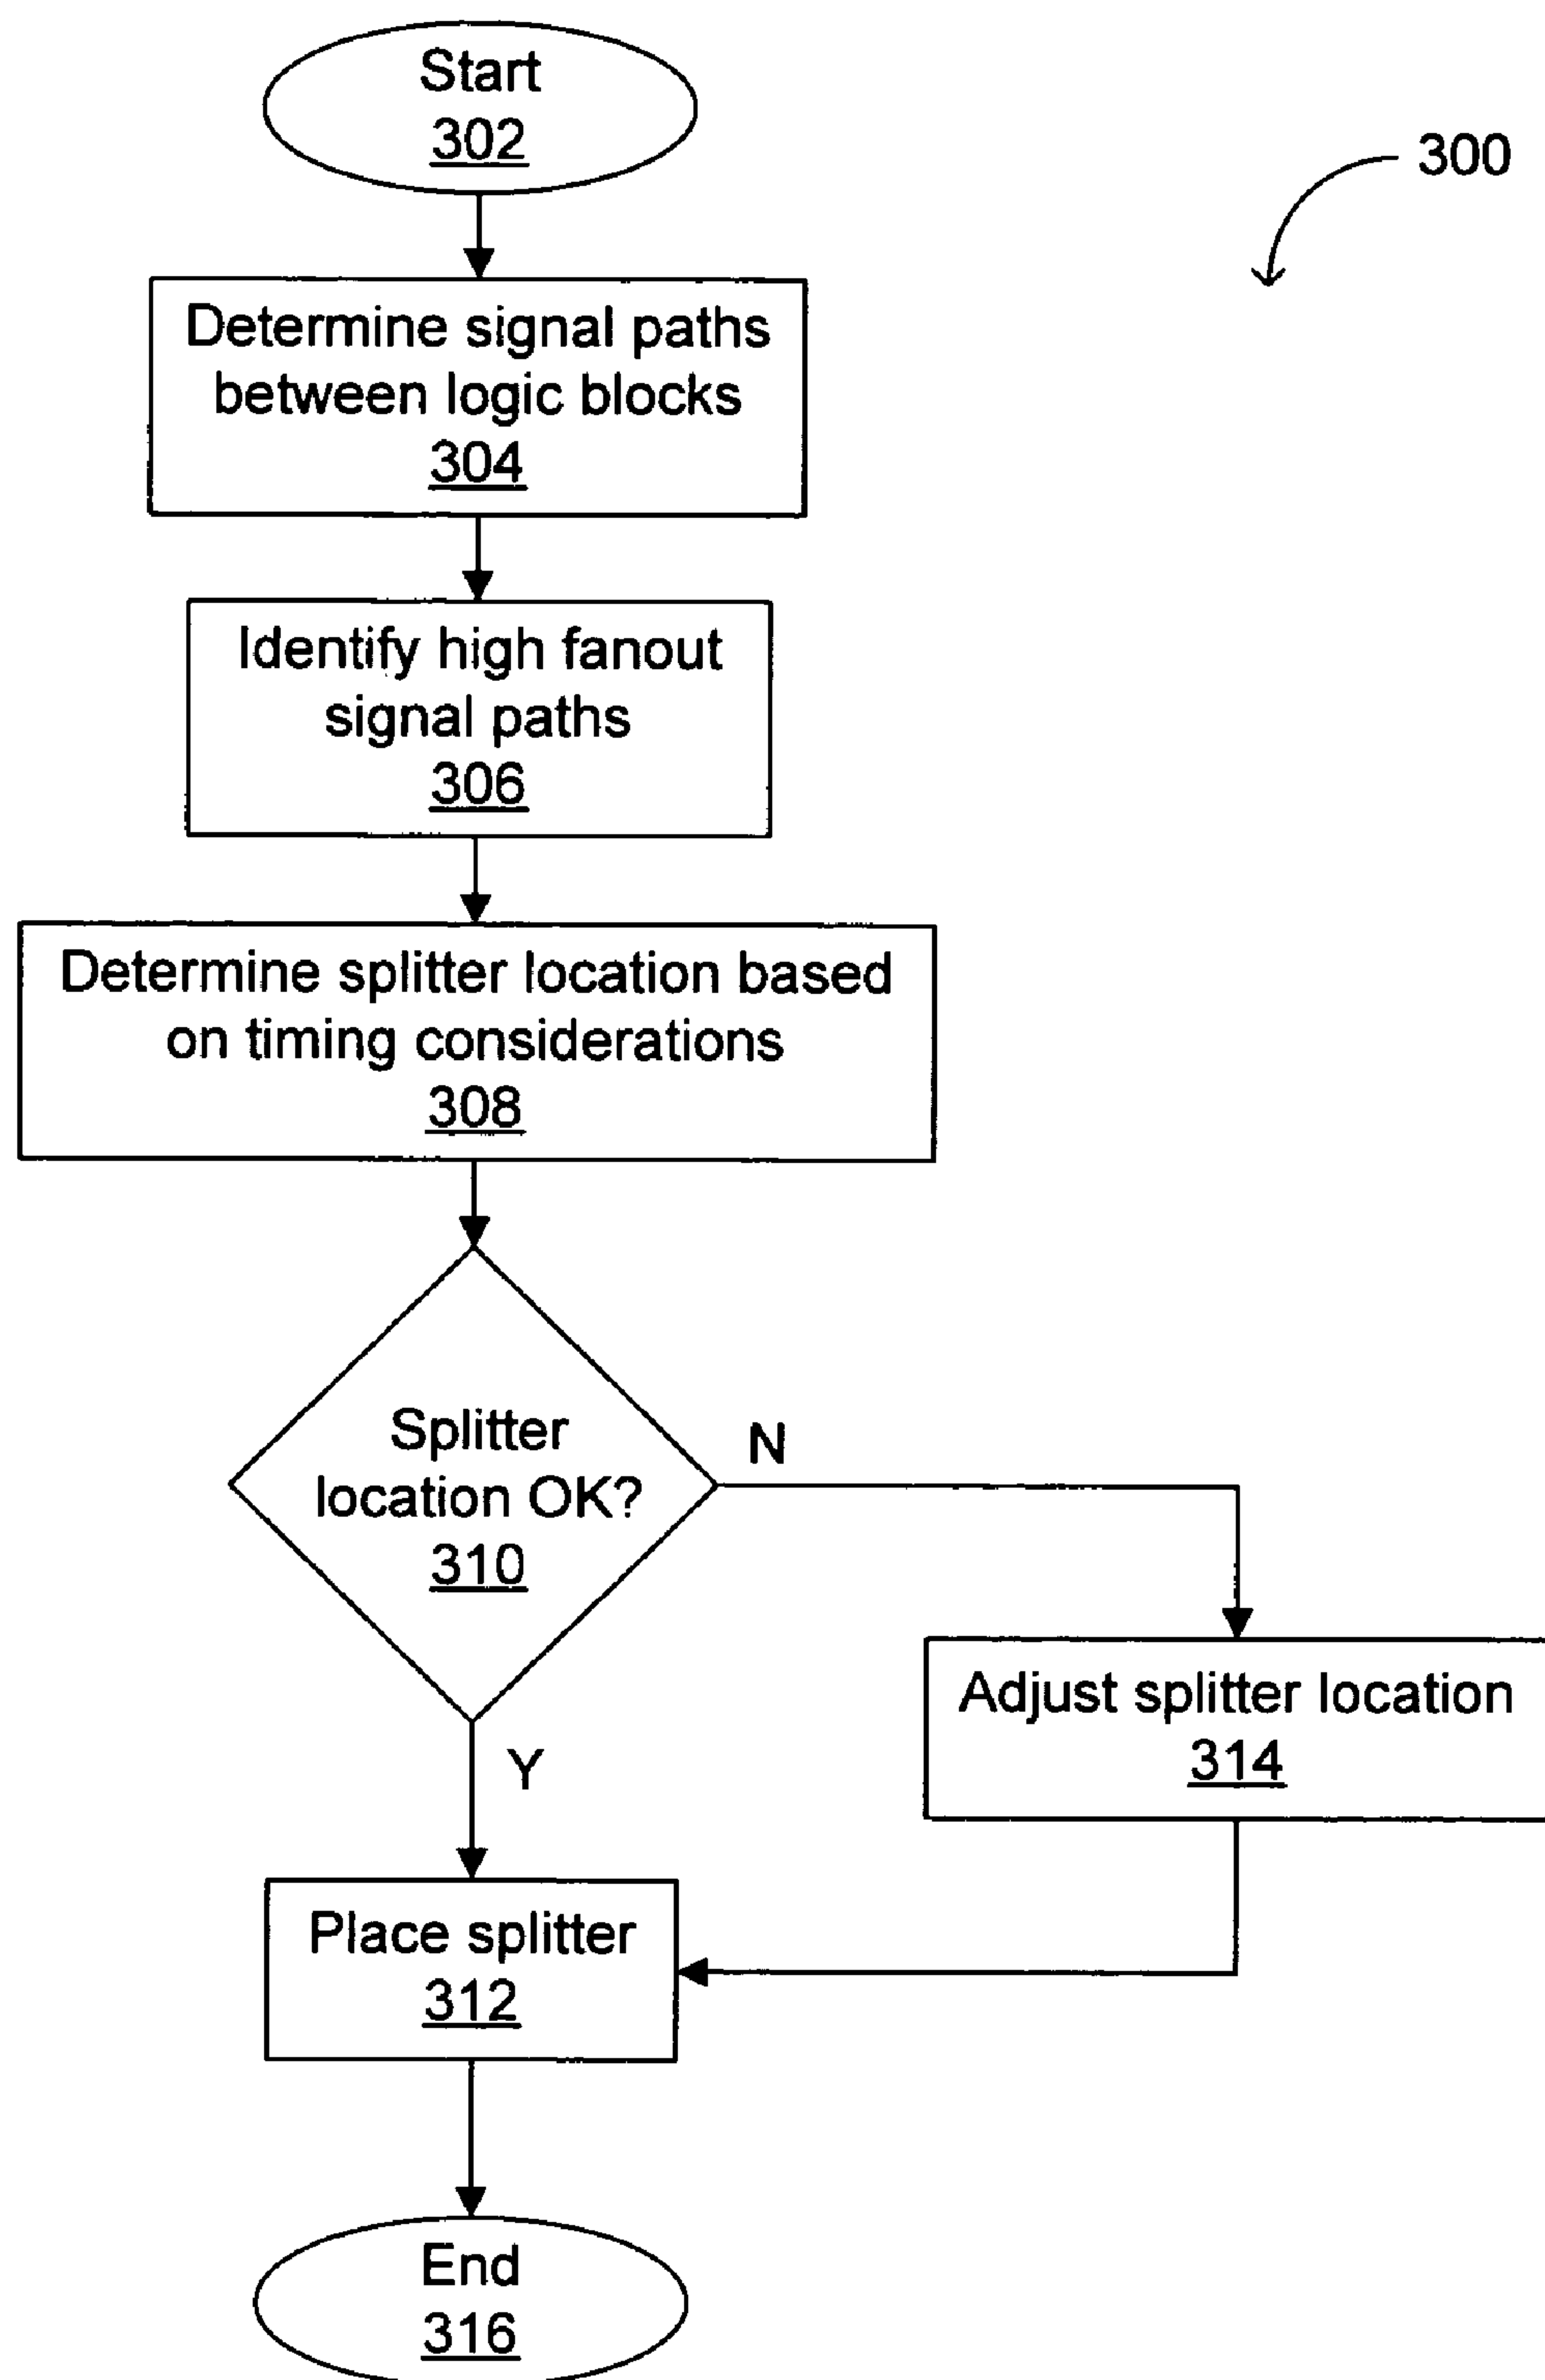 Start
302
300
Determine signal paths
between logic blocks
304
Identify high fanout
signal paths
306
Determine splitter location based
on timing considerations
308
Splitter
location OK?
310
N
Adjust splitter location
314
Y
Place splitter
312
End
316